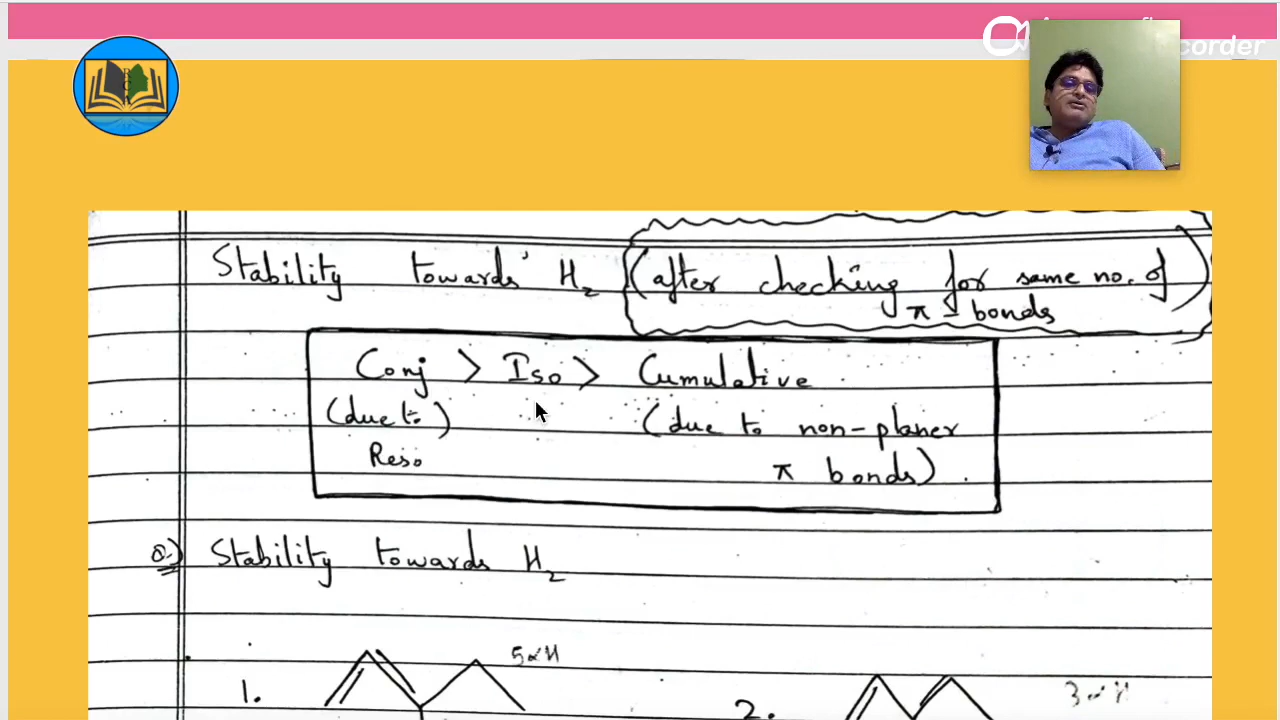 corder
Stability towards H2 (after checking for same no. of
π - bonds)
Conj > Iso > Cumulative
(due to) (due to non-planer
Reso π bonds).
Q.) Stability towards H2
5αH
1. 2. 3αH